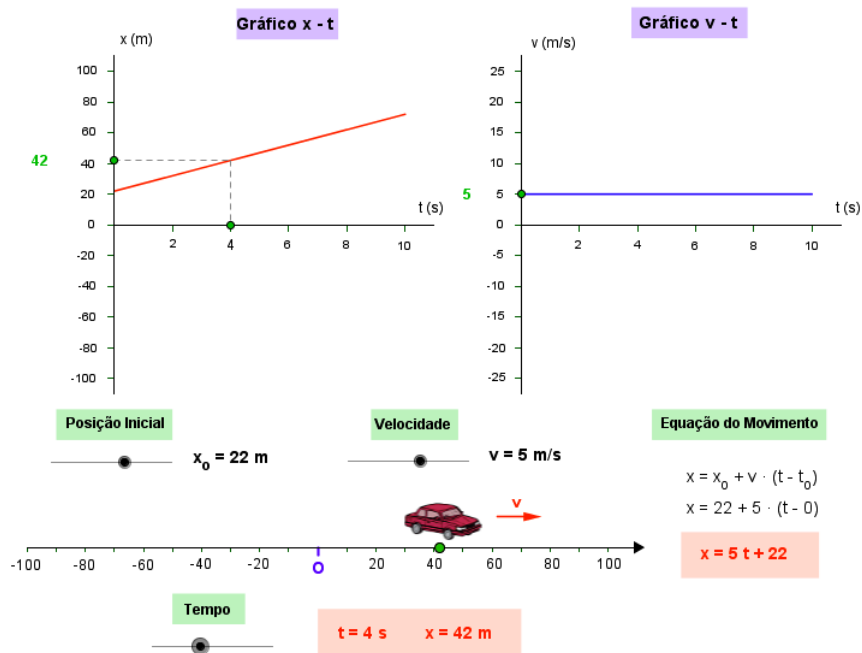 Gráfico x - t
x (m)
100
80
60
42
40
20
t (s)
0
2
4
6
8
10
-20
-40
-60
-80
-100
Gráfico v - t
v (m/s)
25
20
15
10
5
5
t (s)
0
2
4
6
8
10
-5
-10
-15
-20
-25
Posição Inicial
x₀ = 22 m
Velocidade
v = 5 m/s
Equação do Movimento
x = x₀ + v · (t - t₀)
x = 22 + 5 · (t - 0)
x = 5 t + 22
v
-100 -80 -60 -40 -20 O 20 40 60 80 100
Tempo
t = 4 s x = 42 m